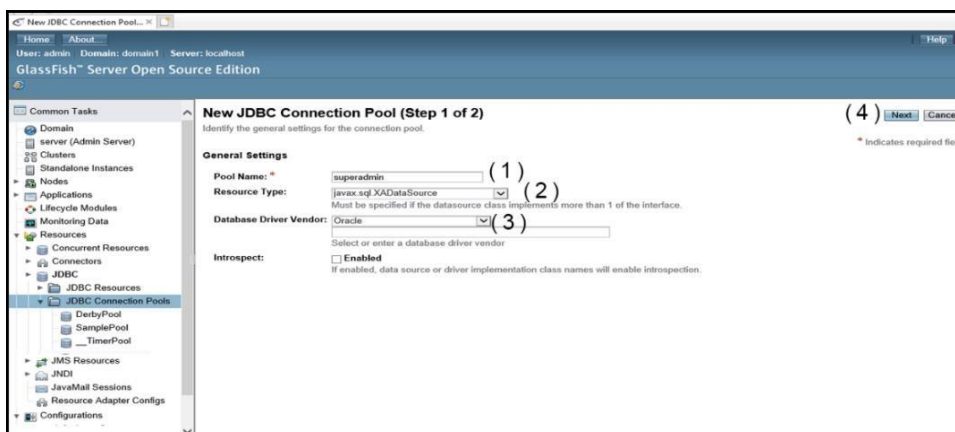 New JDBC Connection Pool... ×
Home About...
Help
User: admin Domain: domain1 Server: localhost
GlassFish™ Server Open Source Edition
Common Tasks
Domain
server (Admin Server)
Clusters
Standalone Instances
Nodes
Applications
Lifecycle Modules
Monitoring Data
Resources
Concurrent Resources
Connectors
JDBC
JDBC Resources
JDBC Connection Pools
DerbyPool
SamplePool
__TimerPool
JMS Resources
JNDI
JavaMail Sessions
Resource Adapter Configs
Configurations
New JDBC Connection Pool (Step 1 of 2)
(4) Next Cance
Identify the general settings for the connection pool.
* Indicates required fie
General Settings
Pool Name: * superadmin (1)
Resource Type: javax.sql.XADataSource (2)
Must be specified if the datasource class implements more than 1 of the interface.
Database Driver Vendor: Oracle (3)
Select or enter a database driver vendor
Introspect: Enabled
If enabled, data source or driver implementation class names will enable introspection.